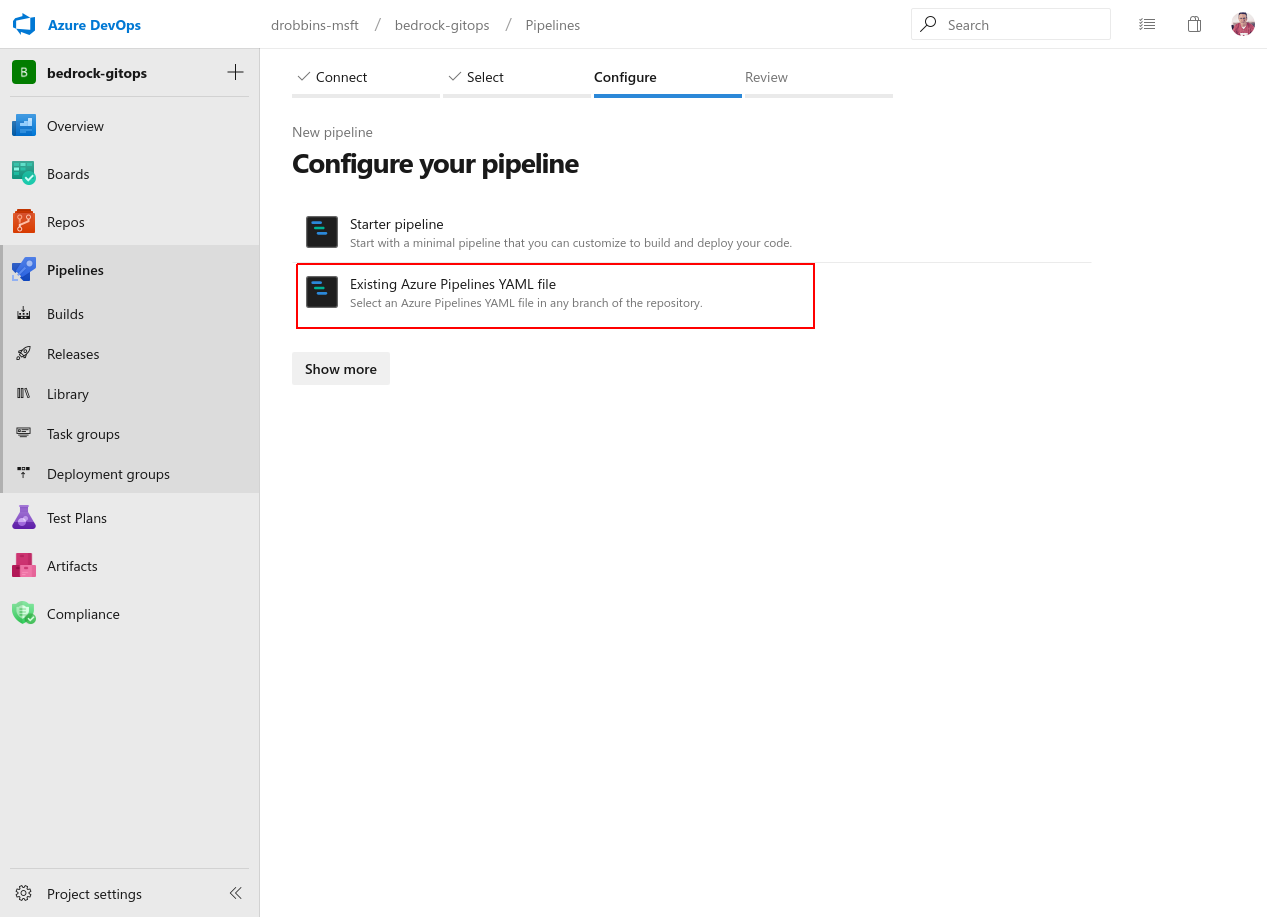 Azure DevOps
drobbins-msft / bedrock-gitops / Pipelines
Search
B bedrock-gitops
Overview
Boards
Repos
Pipelines
Builds
Releases
Library
Task groups
Deployment groups
Test Plans
Artifacts
Compliance
Project settings
Connect Select Configure Review
New pipeline
Configure your pipeline
Starter pipeline
Start with a minimal pipeline that you can customize to build and deploy your code.
Existing Azure Pipelines YAML file
Select an Azure Pipelines YAML file in any branch of the repository.
Show more